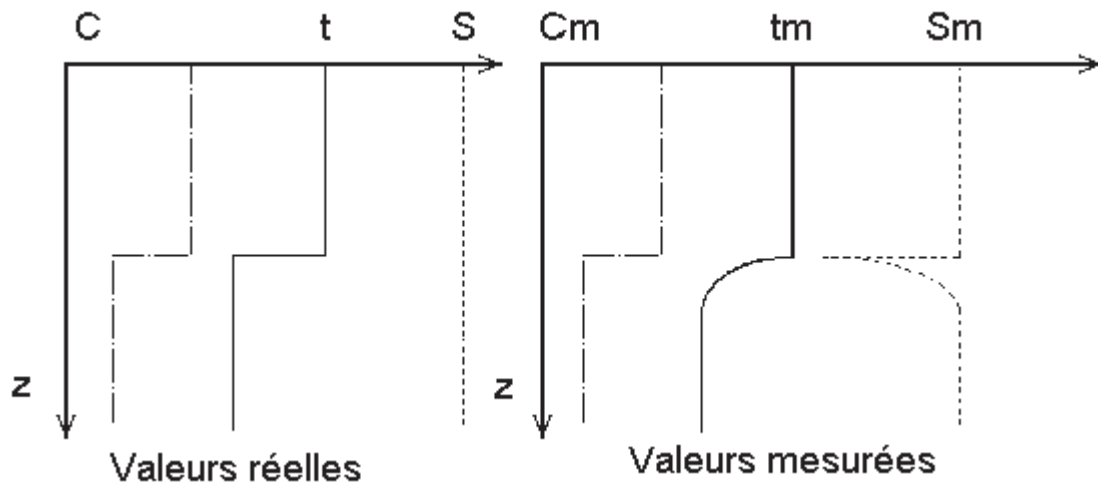 C t S
z
Valeurs réelles
Cm tm Sm
z
Valeurs mesurées